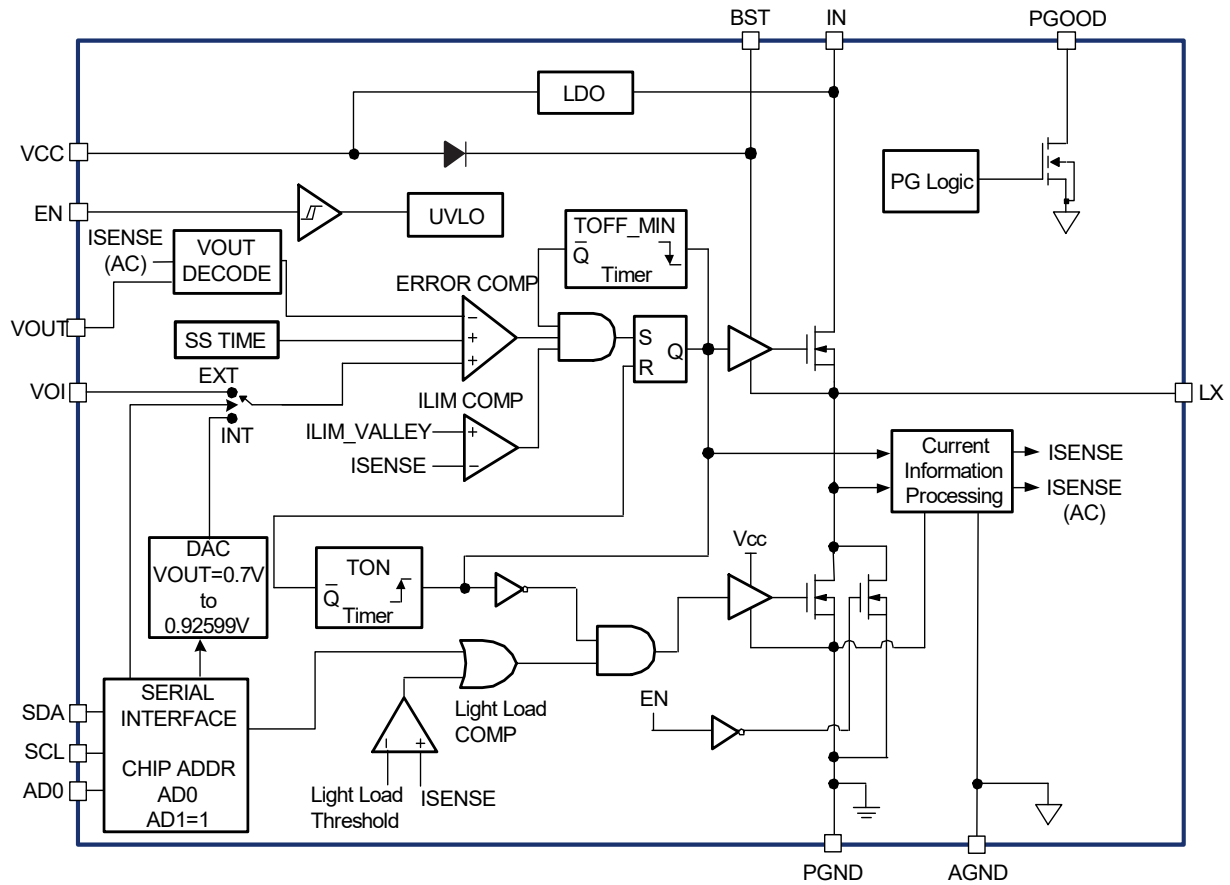 BST
IN
PGOOD
LDO
VCC
PG Logic
EN
UVLO
TOFF_MIN
Q̅
Timer
ISENSE
(AC)
VOUT
DECODE
ERROR COMP
VOUT
SS TIME
−
+
+
S
R
Q
VOI
EXT
INT
LX
ILIM COMP
ILIM_VALLEY
+
ISENSE
−
Current
Information
Processing
ISENSE
ISENSE
(AC)
DAC
VOUT=0.7V
to
0.92599V
TON
Q̅
Timer
Vcc
SERIAL
INTERFACE
CHIP ADDR
AD0
AD1=1
SDA
SCL
AD0
Light Load
COMP
EN
−
+
Light Load
Threshold
ISENSE
PGND
AGND